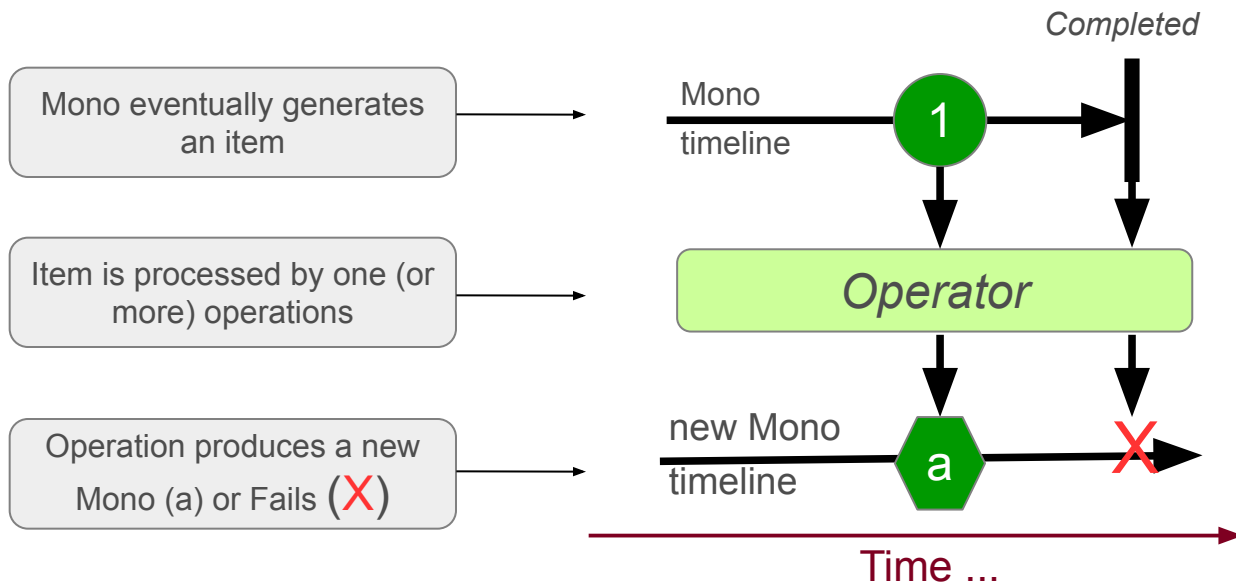 Completed
Mono eventually generates
an item
Mono
timeline
1
Item is processed by one (or
more) operations
Operator
Operation produces a new
Mono (a) or Fails (X)
new Mono
timeline
a
X
Time ...